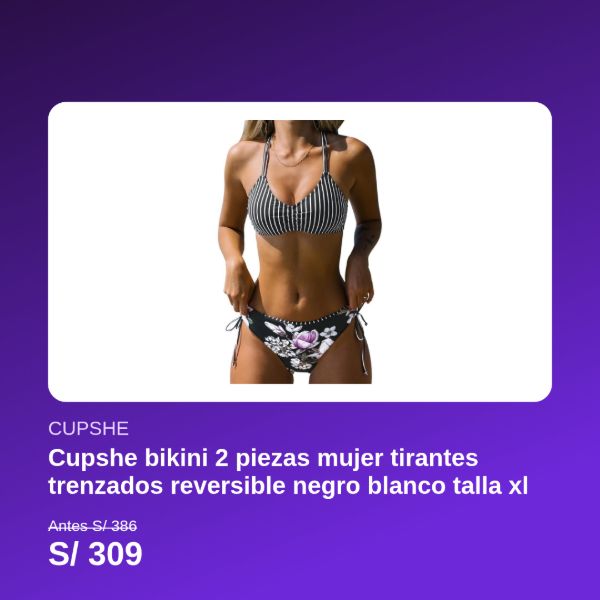 CUPSHE
Cupshe bikini 2 piezas mujer tirantes
trenzados reversible negro blanco talla xl
Antes S/ 386
S/ 309